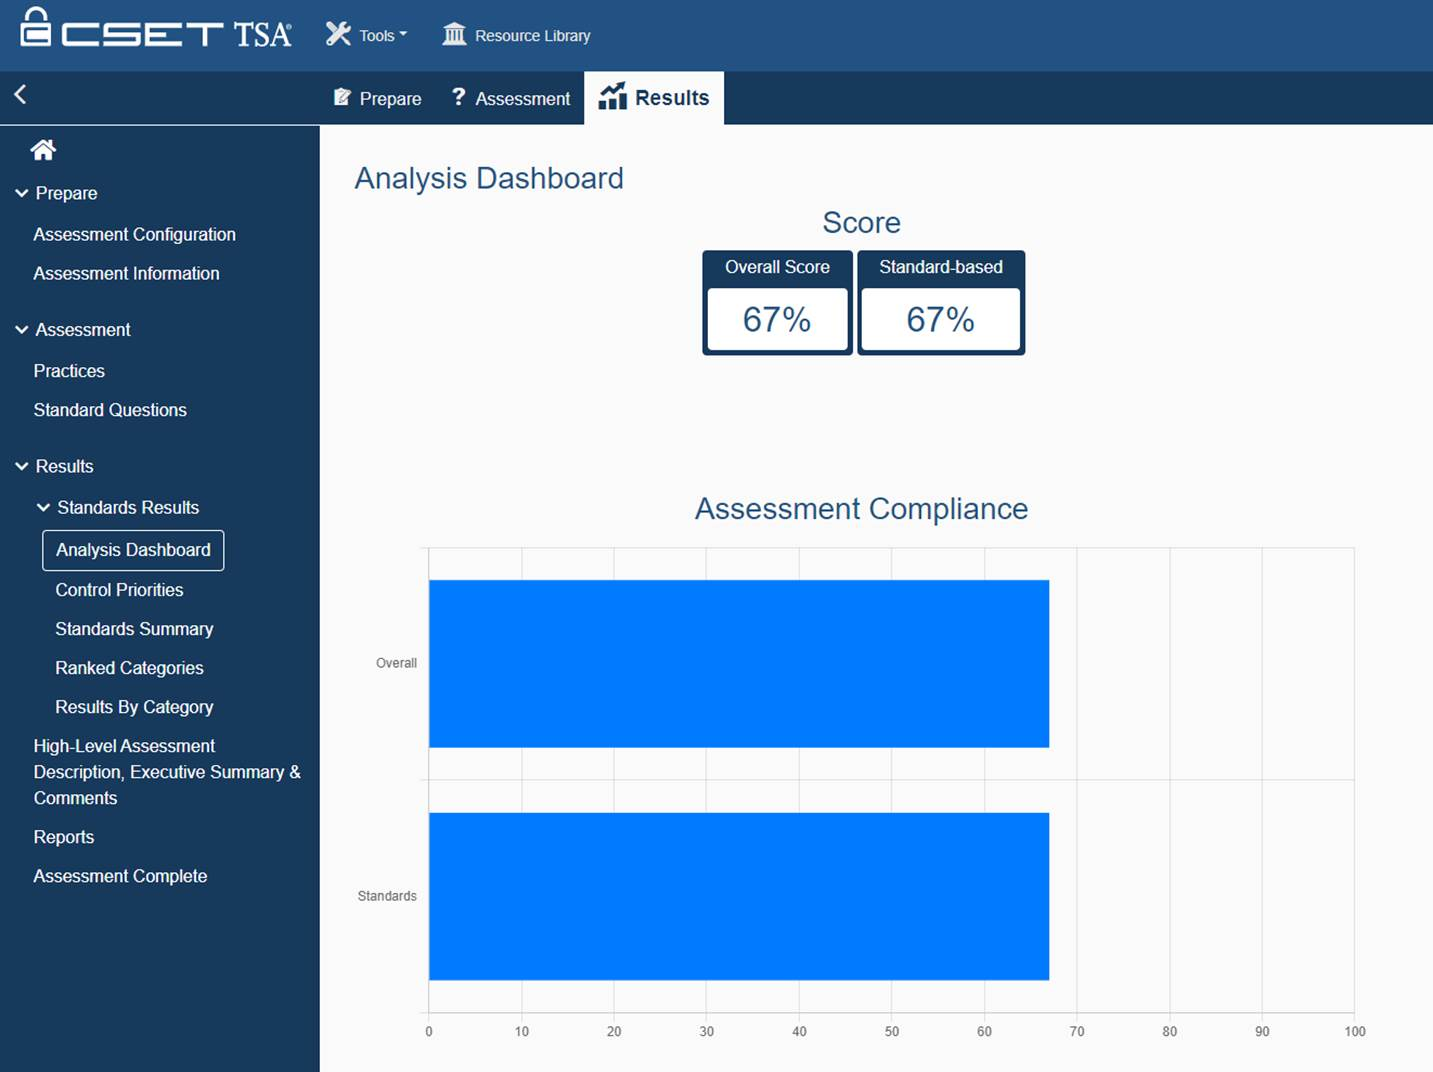 CSET TSA®
Tools
Resource Library
Prepare
Assessment
Results
Prepare
Assessment Configuration
Assessment Information
Assessment
Practices
Standard Questions
Results
Standards Results
Analysis Dashboard
Control Priorities
Standards Summary
Ranked Categories
Results By Category
High-Level Assessment
Description, Executive Summary &
Comments
Reports
Assessment Complete
Analysis Dashboard
Score
Overall Score
67%
Standard-based
67%
Assessment Compliance
Overall
Standards
0 10 20 30 40 50 60 70 80 90 100